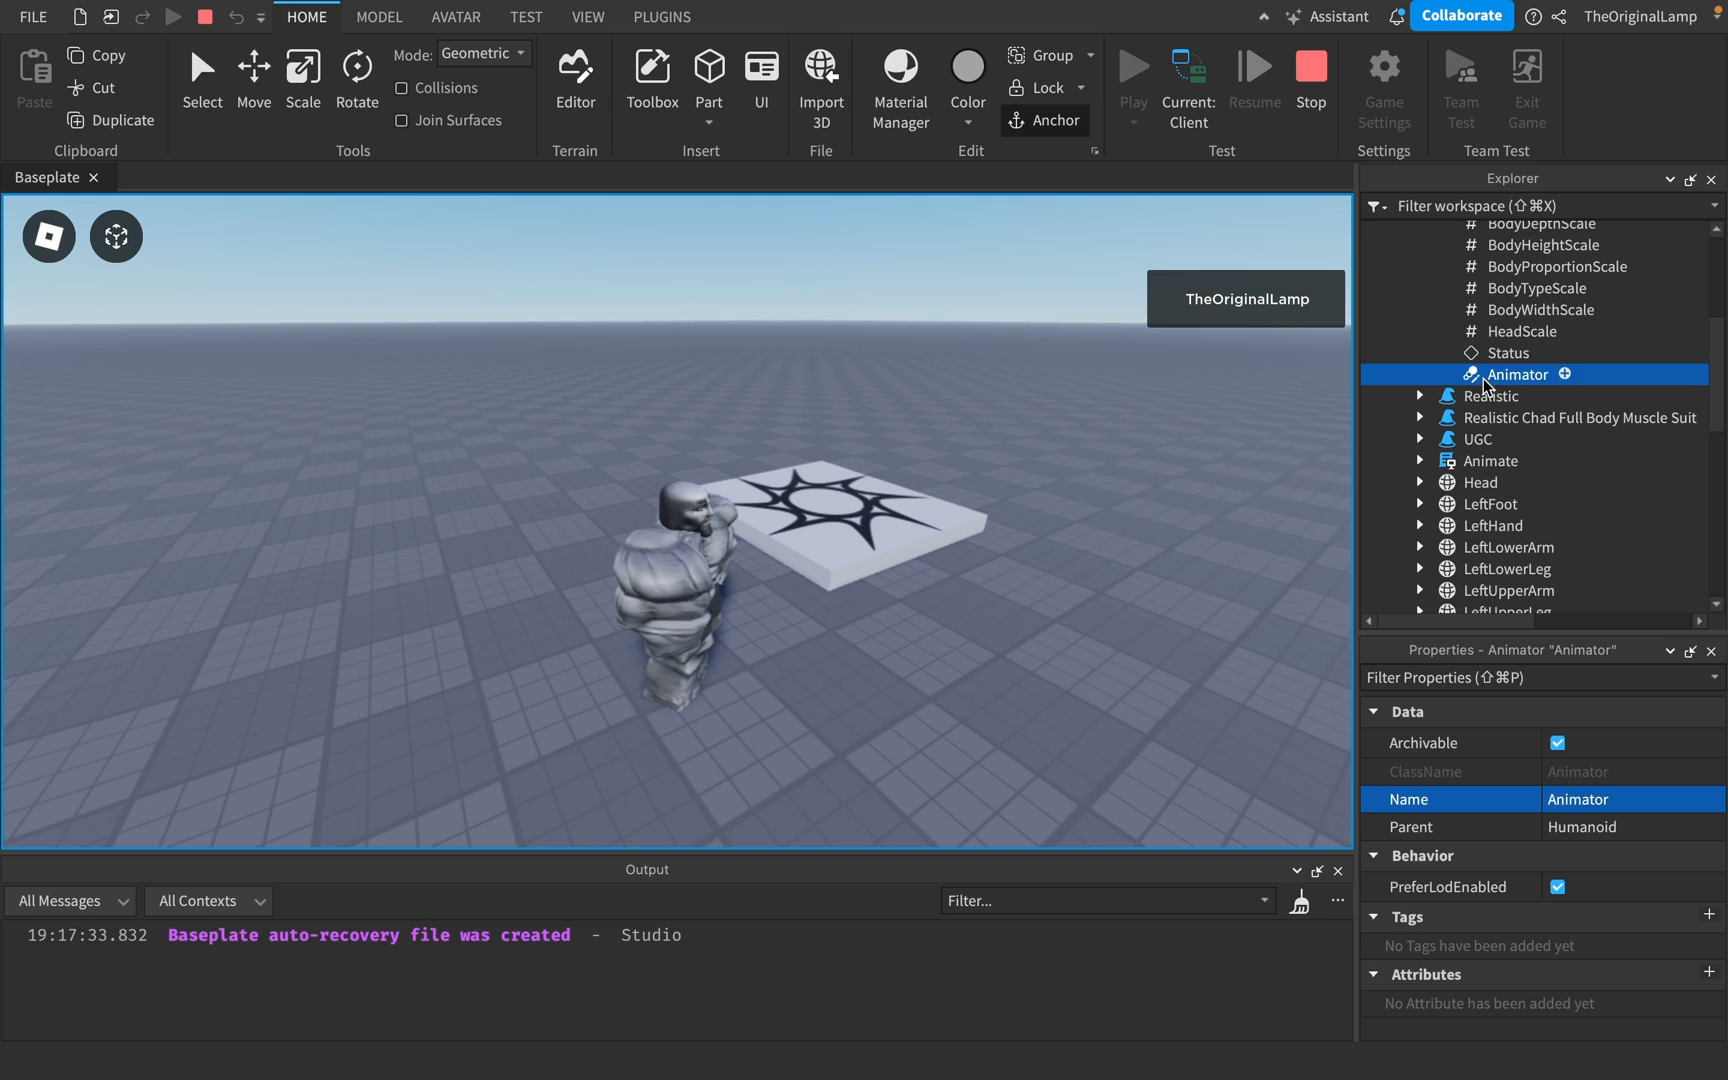 FILE HOME MODEL AVATAR TEST VIEW PLUGINS Assistant Collaborate TheOriginalLamp
Paste Copy Cut Duplicate
Clipboard
Select Move Scale Rotate Mode: Geometric
Collisions
Join Surfaces
Tools
Editor
Terrain
Toolbox Part UI
Insert
Import
3D
File
Material
Manager
Color
Group
Lock
Anchor
Edit
Play Current:
Client
Resume Stop
Test
Game
Settings
Settings
Team
Test
Exit
Game
Team Test
Baseplate
TheOriginalLamp
Explorer
Filter workspace (⇧⌘X)
# BodyDepthScale
# BodyHeightScale
# BodyProportionScale
# BodyTypeScale
# BodyWidthScale
# HeadScale
Status
Animator
Realistic
Realistic Chad Full Body Muscle Suit
UGC
Animate
Head
LeftFoot
LeftHand
LeftLowerArm
LeftLowerLeg
LeftUpperArm
LeftUpperLeg
Properties - Animator "Animator"
Filter Properties (⇧⌘P)
Data
Archivable
ClassName Animator
Name Animator
Parent Humanoid
Behavior
PreferLodEnabled
Tags
No Tags have been added yet
Attributes
No Attribute has been added yet
Output
All Messages All Contexts Filter...
19:17:33.832 Baseplate auto-recovery file was created - Studio